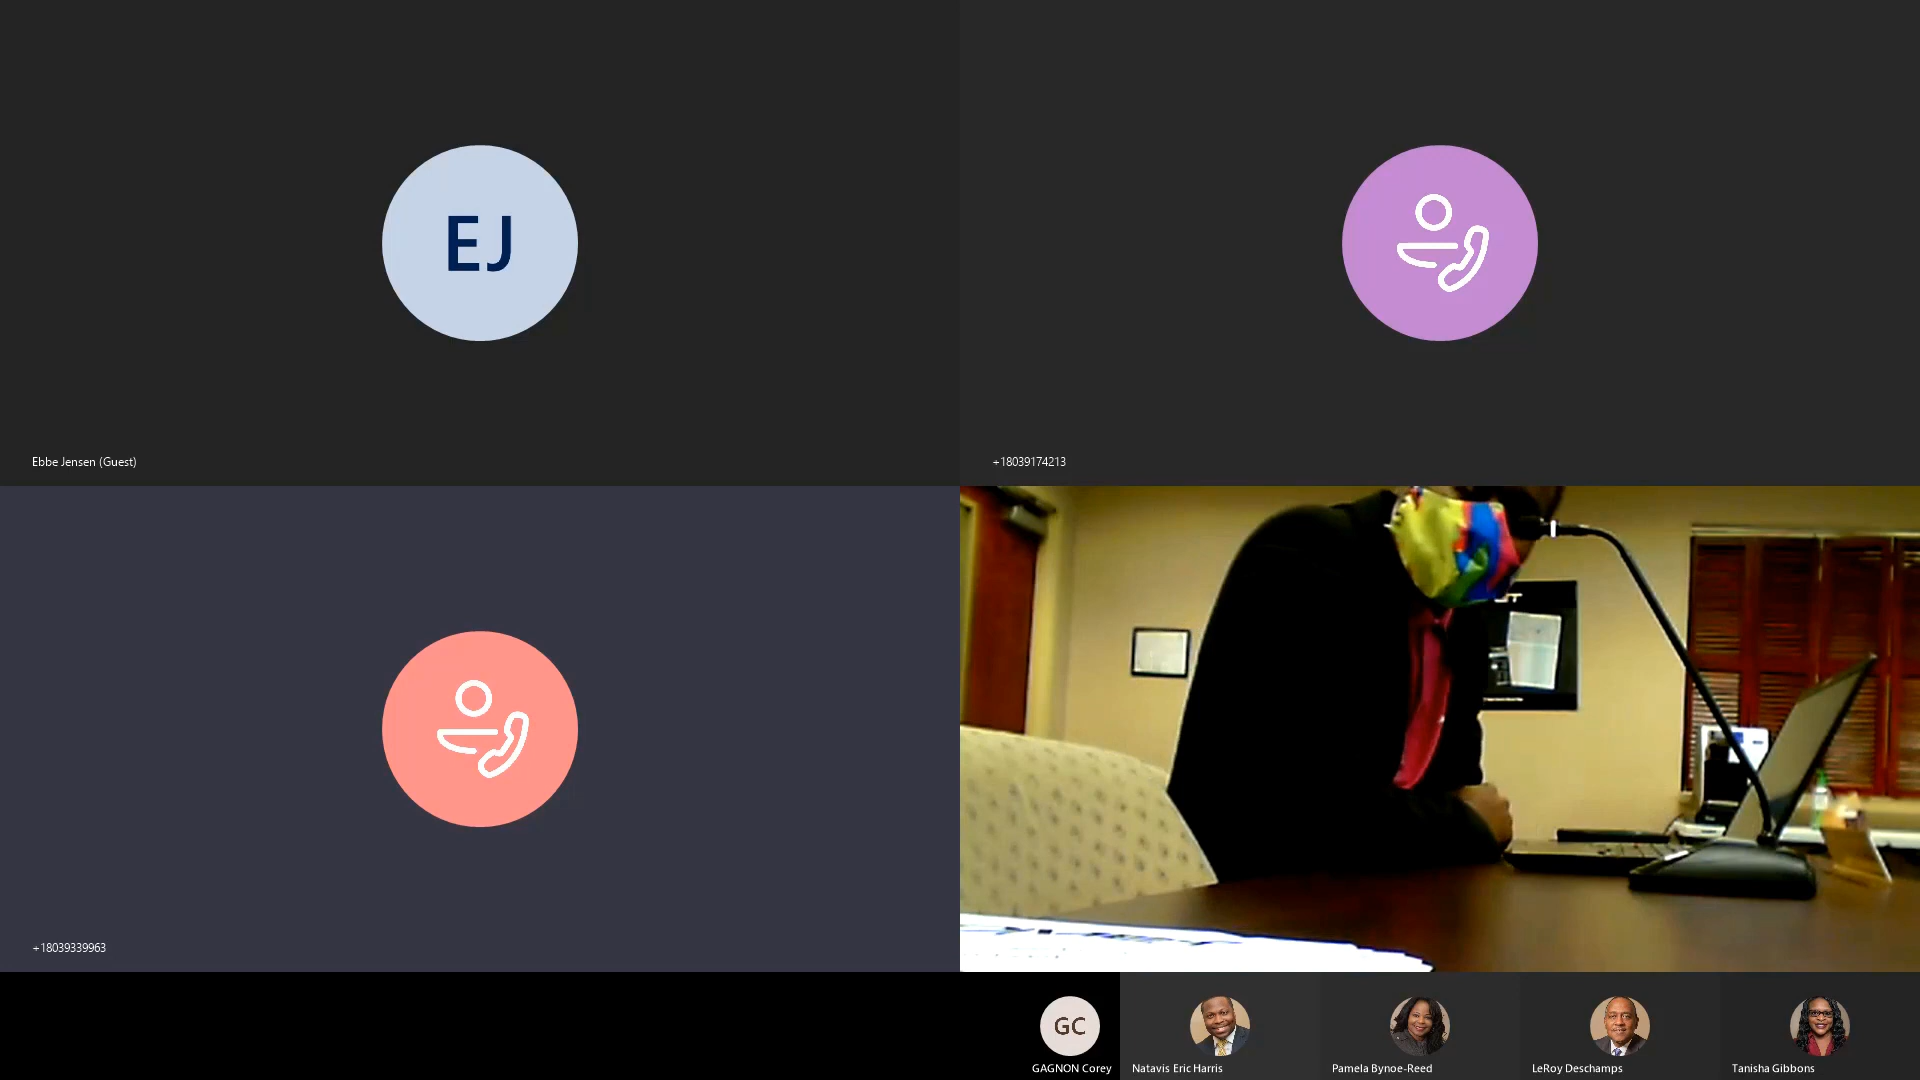 EJ
Ebbe Jensen (Guest)
+18039174213
+18039339963
GC
GAGNON Corey
Natavis Eric Harris
Pamela Bynoe-Reed
LeRoy Deschamps
Tanisha Gibbons